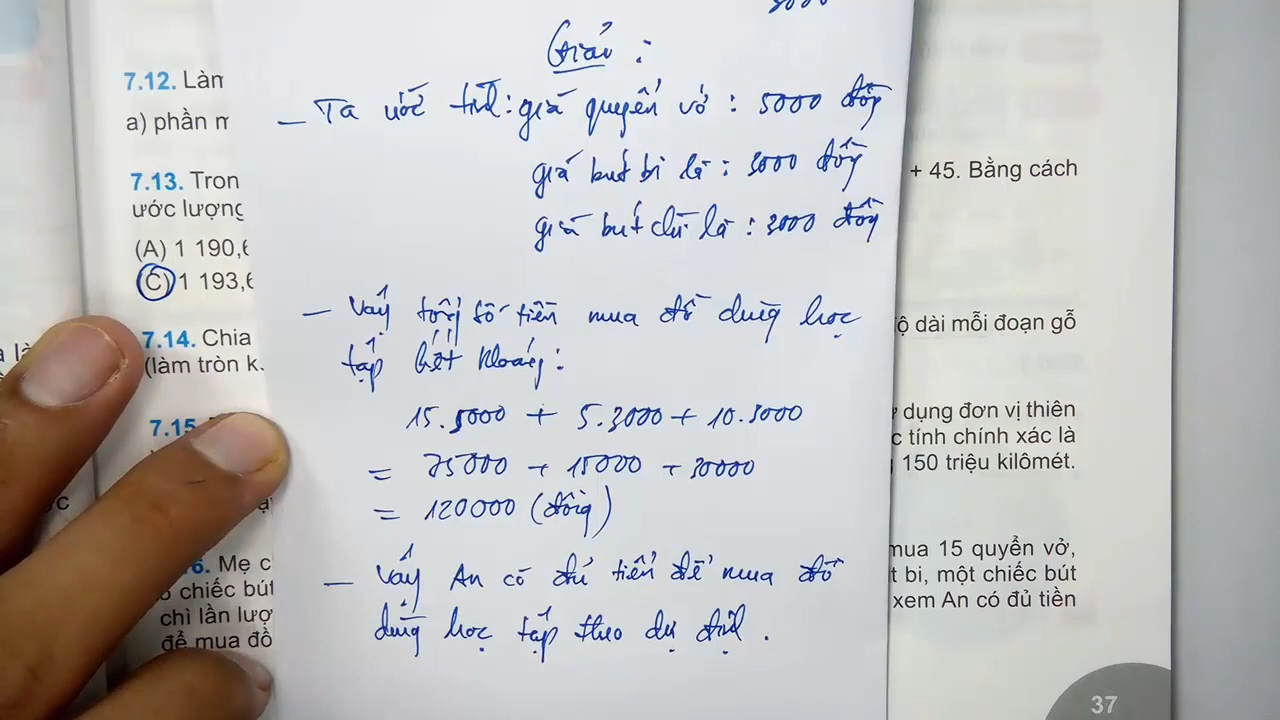 3000
Giải :
7.12. Làm
a) phần m
7.13. Tron
ước lượng
(A) 1 190,6
(C) 1 193,6
7.14. Chia
(làm tròn k
7.15.
6. Mẹ c
chiếc bút
chì lần lượ
để mua đồ
– Ta ước tính: giá quyển vở : 5000 đồng
giá bút bi là : 3000 đồng
giá bút chì là : 3000 đồng
– Vậy tổng số tiền mua đồ dùng học
tập hết khoảng :
15.5000 + 5.3000 + 10.3000
= 75000 + 15000 + 30000
= 120000 (đồng)
– Vậy An có đủ tiền để mua đồ
dùng học tập theo dự định .
+ 45. Bằng cách
độ dài mỗi đoạn gỗ
dụng đơn vị thiên
tính chính xác là
150 triệu kilômét.
mua 15 quyển vở,
bi, một chiếc bút
xem An có đủ tiền
37